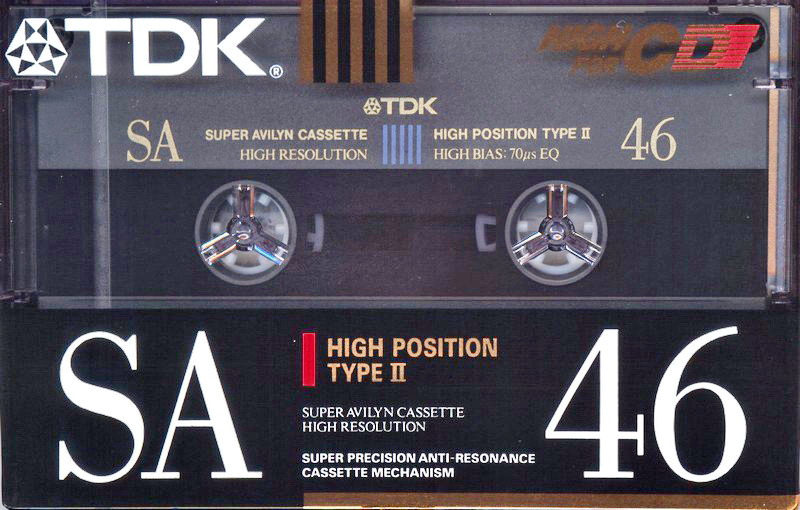 TDK®
HIGH
FOR CD
TDK
SA
SUPER AVILYN CASSETTE
HIGH RESOLUTION
HIGH POSITION TYPE II
HIGH BIAS: 70μs EQ
46
SA
HIGH POSITION
TYPE II
SUPER AVILYN CASSETTE
HIGH RESOLUTION
SUPER PRECISION ANTI-RESONANCE
CASSETTE MECHANISM
46